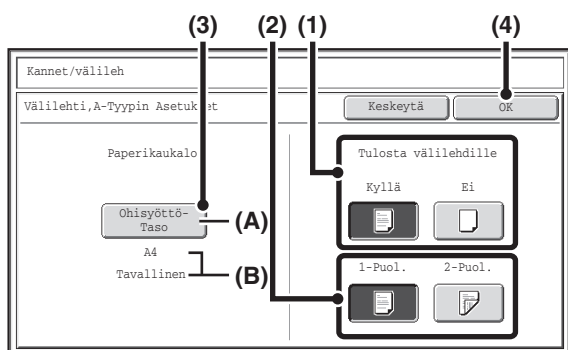 (3) (2) (1) (4)
Kannet/välileh
Välilehti,A-Tyypin Asetukset
Keskeytä
OK
Paperikaukalo
Ohisyöttö-
Taso
(A)
A4
Tavallinen
(B)
Tulosta välilehdille
Kyllä Ei
1-Puol. 2-Puol.